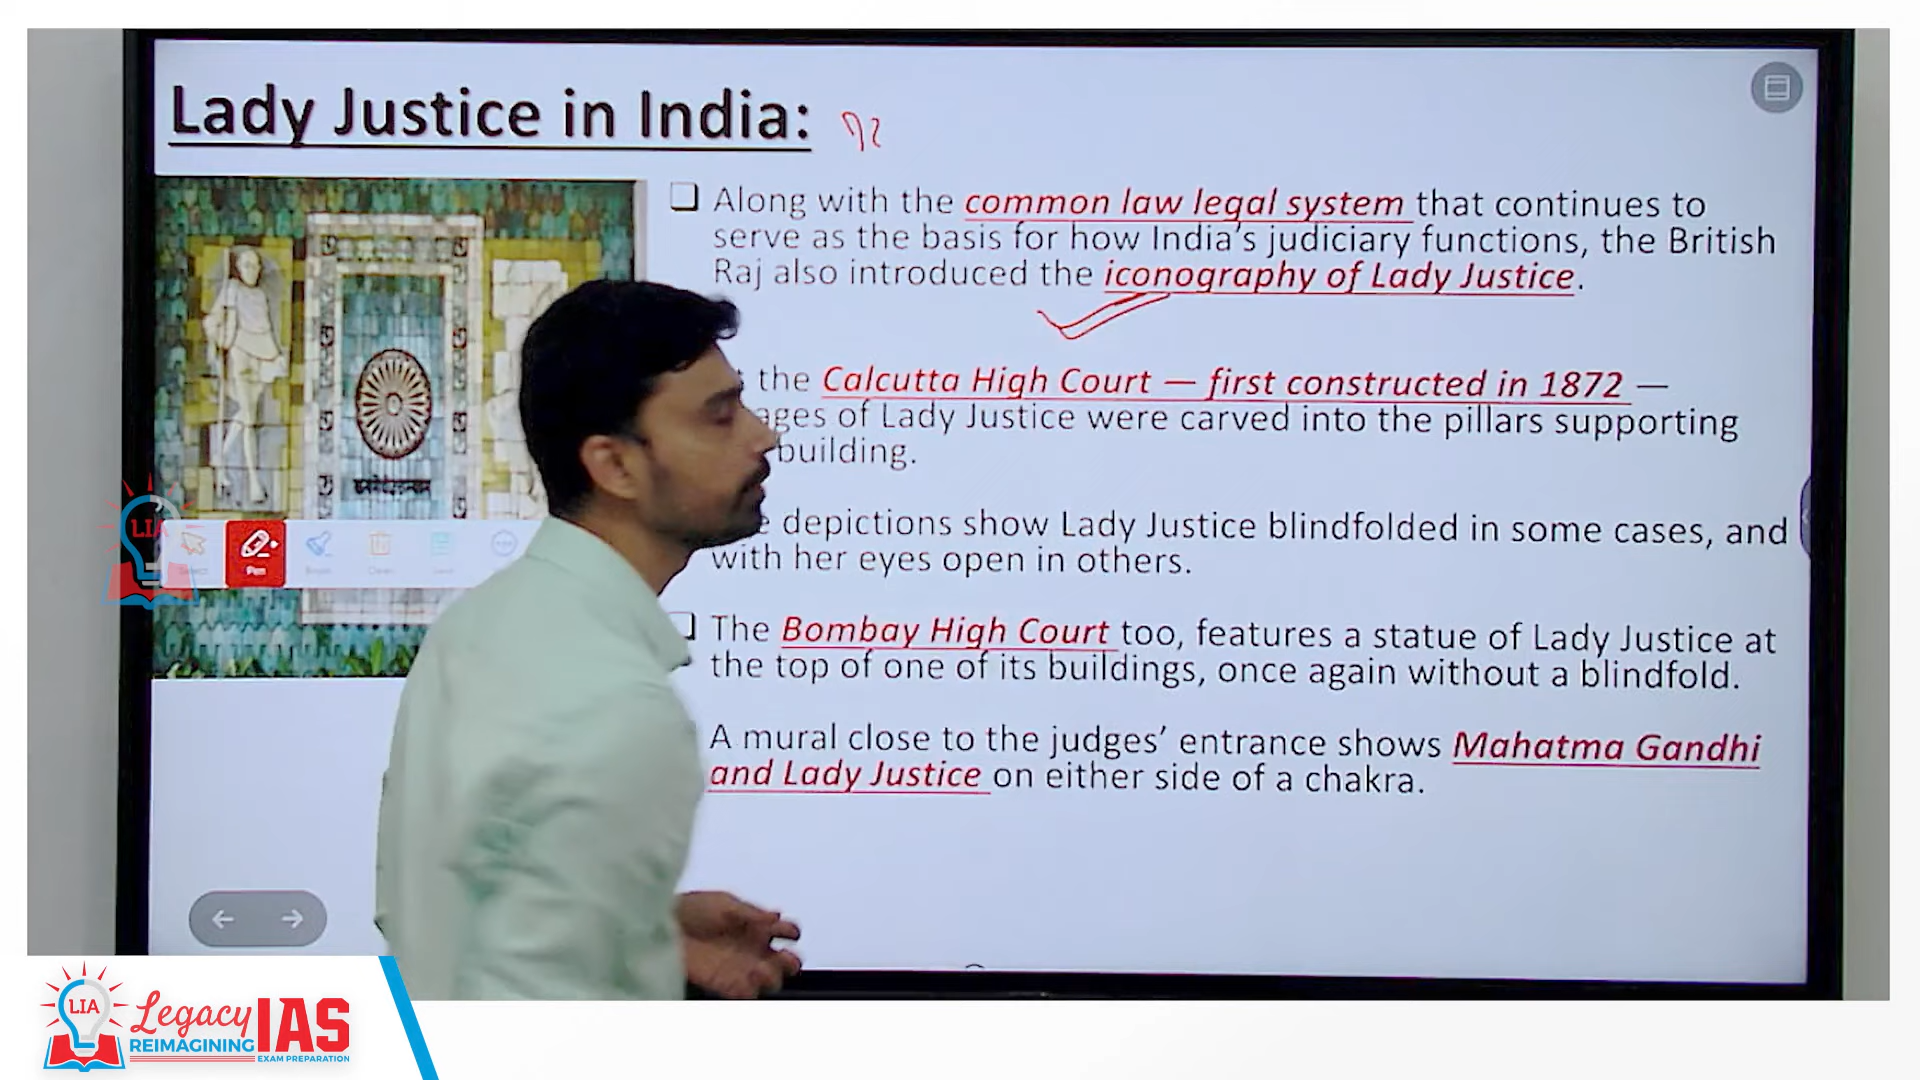 Lady Justice in India:
Along with the common law legal system that continues to
serve as the basis for how India's judiciary functions, the British
Raj also introduced the iconography of Lady Justice.
the Calcutta High Court — first constructed in 1872 —
ages of Lady Justice were carved into the pillars supporting
building.
e depictions show Lady Justice blindfolded in some cases, and
with her eyes open in others.
The Bombay High Court too, features a statue of Lady Justice at
the top of one of its buildings, once again without a blindfold.
A mural close to the judges' entrance shows Mahatma Gandhi
and Lady Justice on either side of a chakra.
LIA
Select Pen
LIA
Legacy IAS
REIMAGINING
EXAM PREPARATION